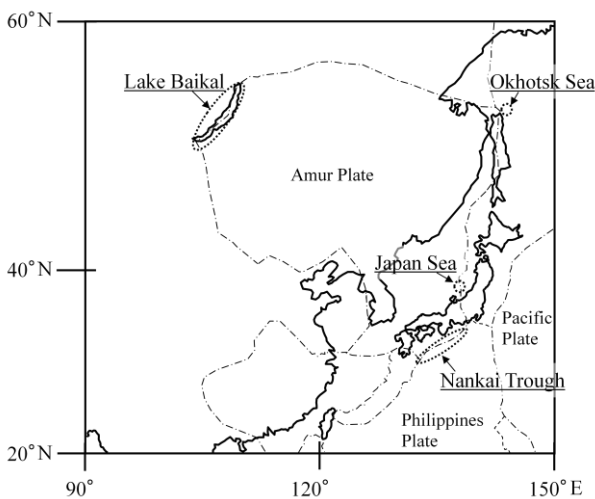 60°N
Lake Baikal
Okhotsk Sea
Amur Plate
40°N
Japan Sea
Pacific
Plate
Nankai Trough
Philippines
Plate
20°N
90°
120°
150°E